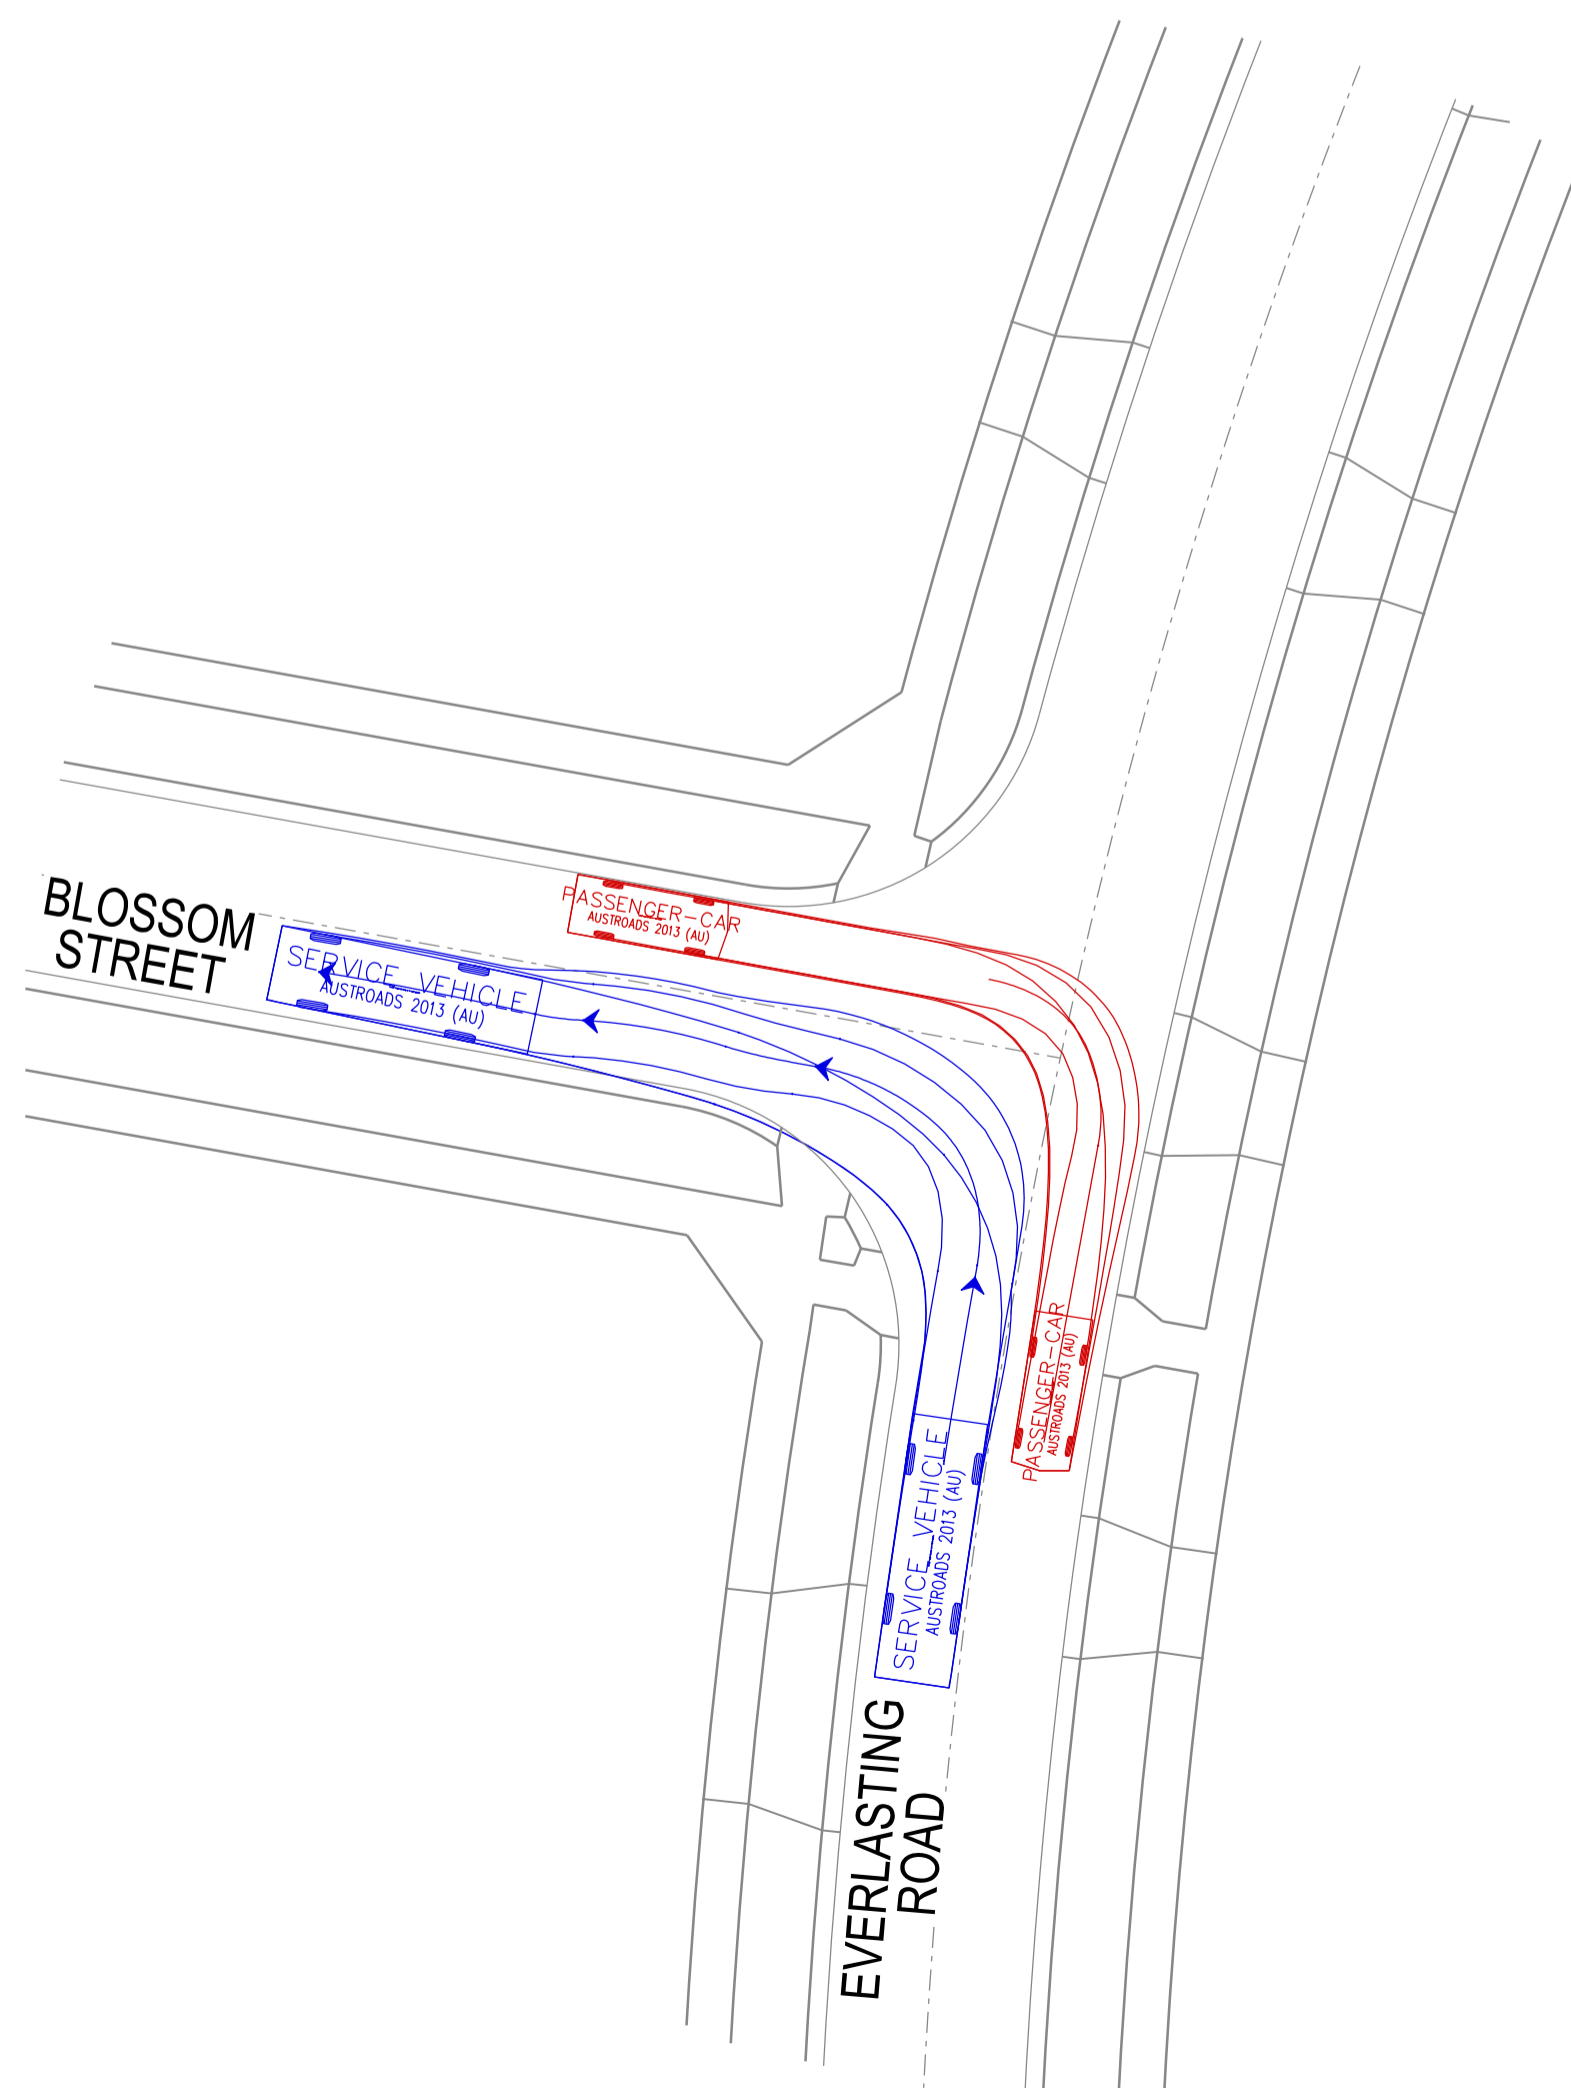 PASSENGER-CAR
AUSTROADS 2013 (AU)
BLOSSOM
STREET
SERVICE VEHICLE
AUSTROADS 2013 (AU)
PASSENGER-CAR
AUSTROADS 2013 (AU)
SERVICE VEHICLE
AUSTROADS 2013 (AU)
EVERLASTING
ROAD